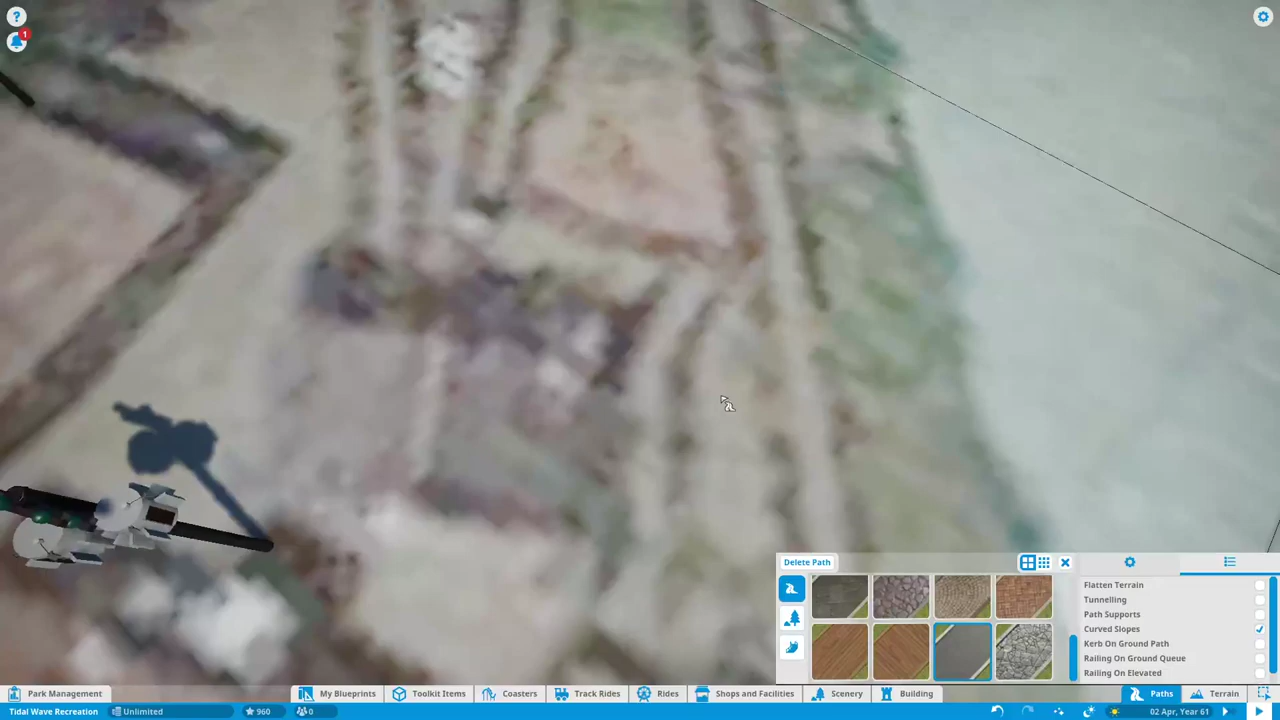 ?
1
Delete Path
Flatten Terrain
Tunnelling
Path Supports
Curved Slopes
Kerb On Ground Path
Railing On Ground Queue
Railing On Elevated
Park Management
My Blueprints
Toolkit Items
Coasters
Track Rides
Rides
Shops and Facilities
Scenery
Building
Paths
Terrain
Tidal Wave Recreation
Unlimited
960
0
02 Apr, Year 61